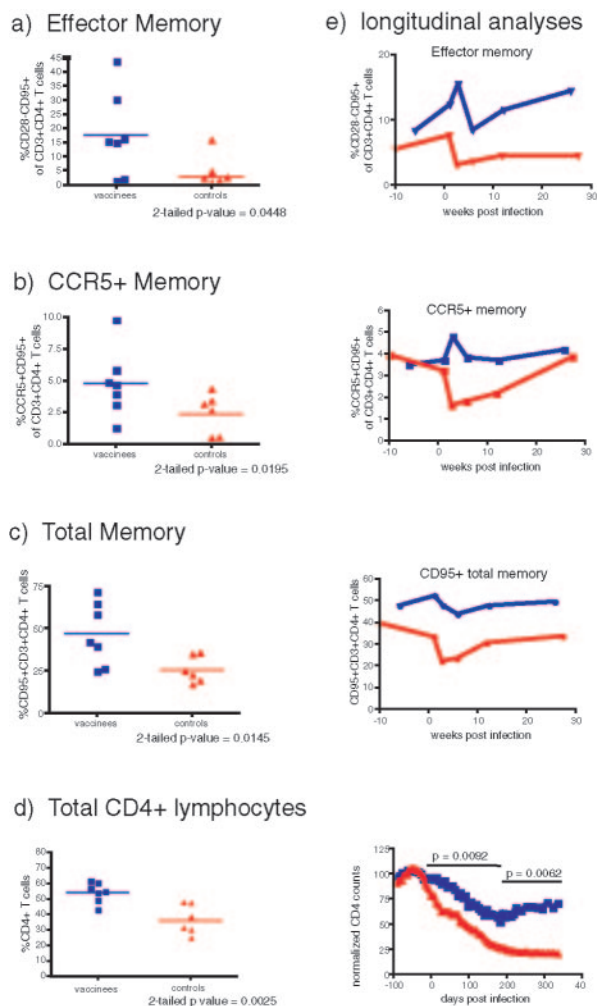 a) Effector Memory
%CD28-CD95+
of CD3+CD4+ T cells
45
40
35
30
25
20
15
10
5
0
vaccinees
controls
2-tailed p-value = 0.0448
e) longitudinal analyses
Effector memory
%CD28-CD95+
of CD3+CD4+ T cells
20
15
10
5
0
-10
0
10
20
30
weeks post infection
b) CCR5+ Memory
%CCR5+CD95+
of CD3+CD4+ T cells
10.0
7.5
5.0
2.5
0.0
vaccinees
controls
2-tailed p-value = 0.0195
CCR5+ memory
%CCR5+CD95+
of CD3+CD4+ T cells
6
5
4
3
2
1
0
-10
0
10
20
30
weeks post infection
c) Total Memory
%CD95+CD3+CD4+ T cells
75
50
25
0
vaccinees
controls
2-tailed p-value = 0.0145
CD95+ total memory
CD95+CD3+CD4+ T cells
60
50
40
30
20
10
0
-10
0
10
20
30
weeks post infection
d) Total CD4+ lymphocytes
%CD4+ T cells
80
70
60
50
40
30
20
10
0
vaccinees
controls
2-tailed p-value = 0.0025
normalized CD4 counts
125
100
75
50
25
0
p = 0.0092
p = 0.0062
-100
0
100
200
300
400
days post infection